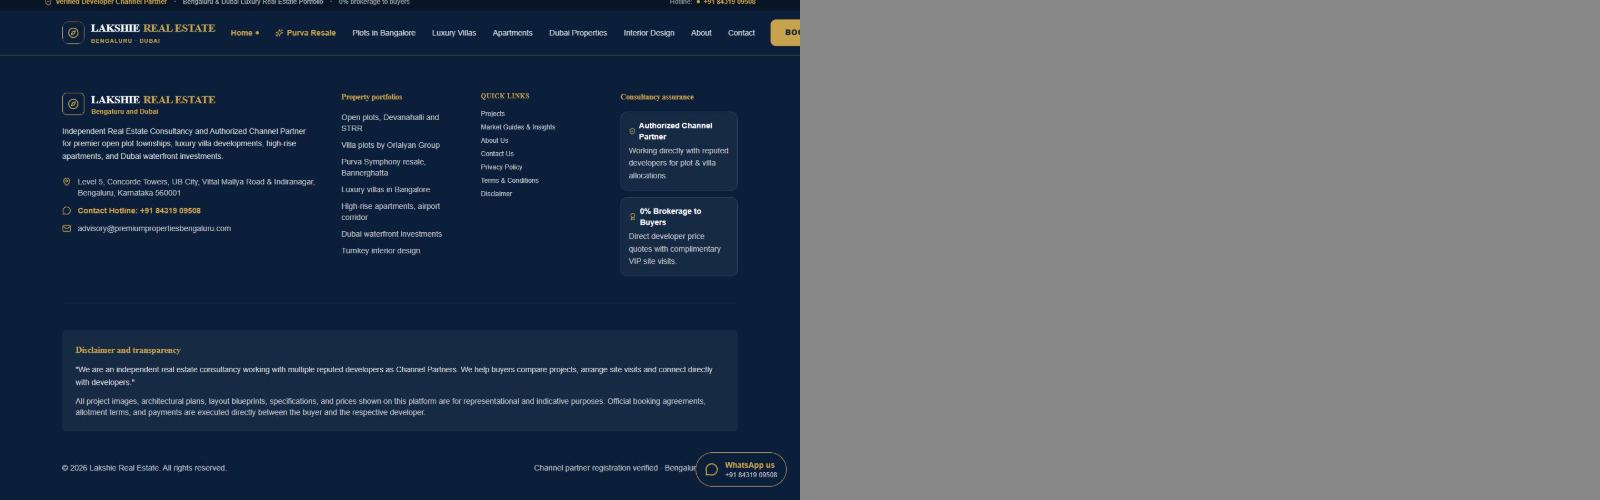 Verified Developer Channel Partner · Bengaluru & Dubai Luxury Real Estate Portfolio · 0% brokerage to buyers
Hotline: +91 84319 09508
LAKSHIE REAL ESTATE
BENGALURU · DUBAI
Home Purva Resale Plots in Bangalore Luxury Villas Apartments Dubai Properties Interior Design About Contact
LAKSHIE REAL ESTATE
Bengaluru and Dubai
Independent Real Estate Consultancy and Authorized Channel Partner
for premier open plot townships, luxury villa developments, high-rise
apartments, and Dubai waterfront investments.
Level 5, Concorde Towers, UB City, Vittal Mallya Road & Indiranagar,
Bengaluru, Karnataka 560001
Contact Hotline: +91 84319 09508
advisory@premiumpropertiesbengaluru.com
Property portfolios
Open plots, Devanahalli and
STRR
Villa plots by Orlaiyan Group
Purva Symphony resale,
Bannerghatta
Luxury villas in Bangalore
High-rise apartments, airport
corridor
Dubai waterfront investments
Turnkey interior design
QUICK LINKS
Projects
Market Guides & Insights
About Us
Contact Us
Privacy Policy
Terms & Conditions
Disclaimer
Consultancy assurance
Authorized Channel
Partner
Working directly with reputed
developers for plot & villa
allocations.
0% Brokerage to
Buyers
Direct developer price
quotes with complimentary
VIP site visits.
Disclaimer and transparency
"We are an independent real estate consultancy working with multiple reputed developers as Channel Partners. We help buyers compare projects, arrange site visits and connect directly
with developers."
All project images, architectural plans, layout blueprints, specifications, and prices shown on this platform are for representational and indicative purposes. Official booking agreements,
allotment terms, and payments are executed directly between the buyer and the respective developer.
© 2026 Lakshie Real Estate. All rights reserved.
Channel partner registration verified · Bengalur
WhatsApp us
+91 84319 09508